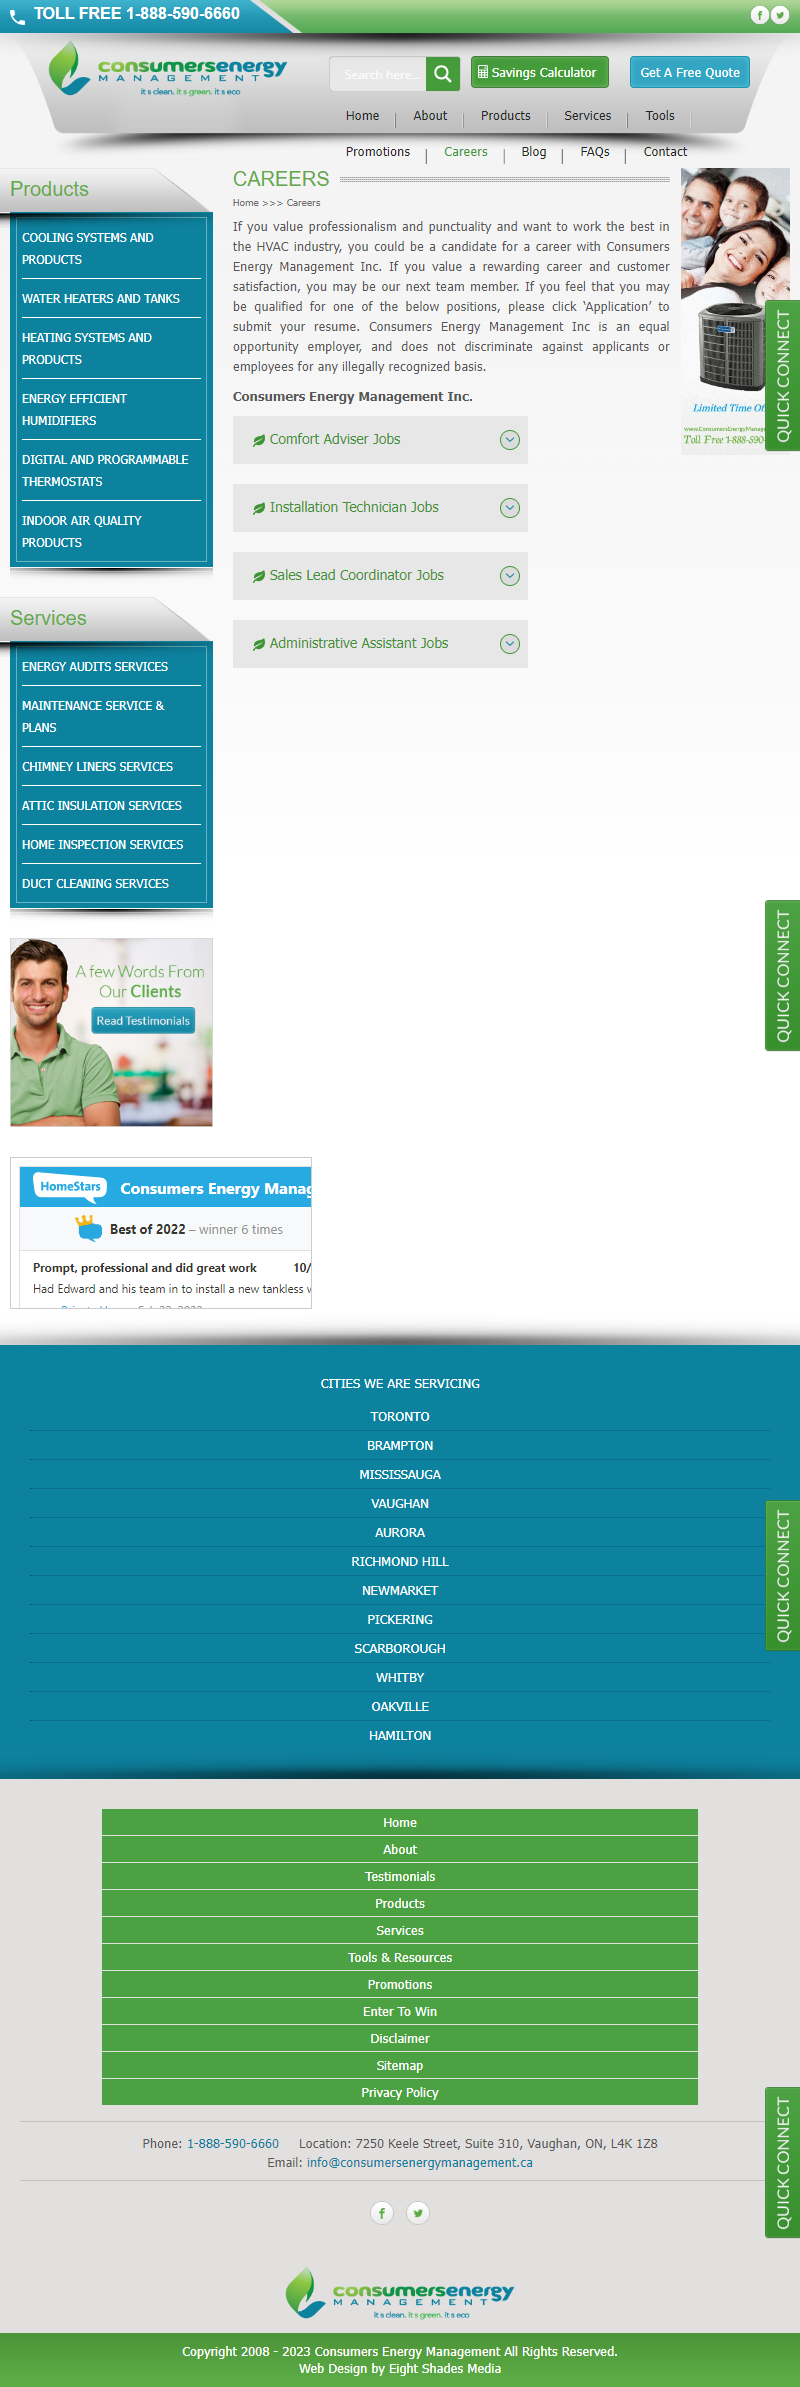 TOLL FREE 1-888-590-6660
consumersenergy
MANAGEMENT
it s clean. it s green. it s eco
Search here...
Savings Calculator
Get A Free Quote
Home
About
Products
Services
Tools
Promotions
Careers
Blog
FAQs
Contact
Products
COOLING SYSTEMS AND
PRODUCTS
WATER HEATERS AND TANKS
HEATING SYSTEMS AND
PRODUCTS
ENERGY EFFICIENT
HUMIDIFIERS
DIGITAL AND PROGRAMMABLE
THERMOSTATS
INDOOR AIR QUALITY
PRODUCTS
Services
ENERGY AUDITS SERVICES
MAINTENANCE SERVICE &
PLANS
CHIMNEY LINERS SERVICES
ATTIC INSULATION SERVICES
HOME INSPECTION SERVICES
DUCT CLEANING SERVICES
A few Words From
Our Clients
Read Testimonials
HomeStars
Consumers Energy Manag
Best of 2022 – winner 6 times
Prompt, professional and did great work 10/
Had Edward and his team in to install a new tankless w
CAREERS
Home >>> Careers
If you value professionalism and punctuality and want to work the best in
the HVAC industry, you could be a candidate for a career with Consumers
Energy Management Inc. If you value a rewarding career and customer
satisfaction, you may be our next team member. If you feel that you may
be qualified for one of the below positions, please click ‘Application’ to
submit your resume. Consumers Energy Management Inc is an equal
opportunity employer, and does not discriminate against applicants or
employees for any illegally recognized basis.
Consumers Energy Management Inc.
Comfort Adviser Jobs
Installation Technician Jobs
Sales Lead Coordinator Jobs
Administrative Assistant Jobs
Limited Time Of
www.ConsumersEnergyManag
Toll Free 1-888-590-
QUICK CONNECT
QUICK CONNECT
QUICK CONNECT
QUICK CONNECT
CITIES WE ARE SERVICING
TORONTO
BRAMPTON
MISSISSAUGA
VAUGHAN
AURORA
RICHMOND HILL
NEWMARKET
PICKERING
SCARBOROUGH
WHITBY
OAKVILLE
HAMILTON
Home
About
Testimonials
Products
Services
Tools & Resources
Promotions
Enter To Win
Disclaimer
Sitemap
Privacy Policy
Phone: 1-888-590-6660 Location: 7250 Keele Street, Suite 310, Vaughan, ON, L4K 1Z8
Email: info@consumersenergymanagement.ca
consumersenergy
MANAGEMENT
it s clean. it s green. it s eco
Copyright 2008 - 2023 Consumers Energy Management All Rights Reserved.
Web Design by Eight Shades Media